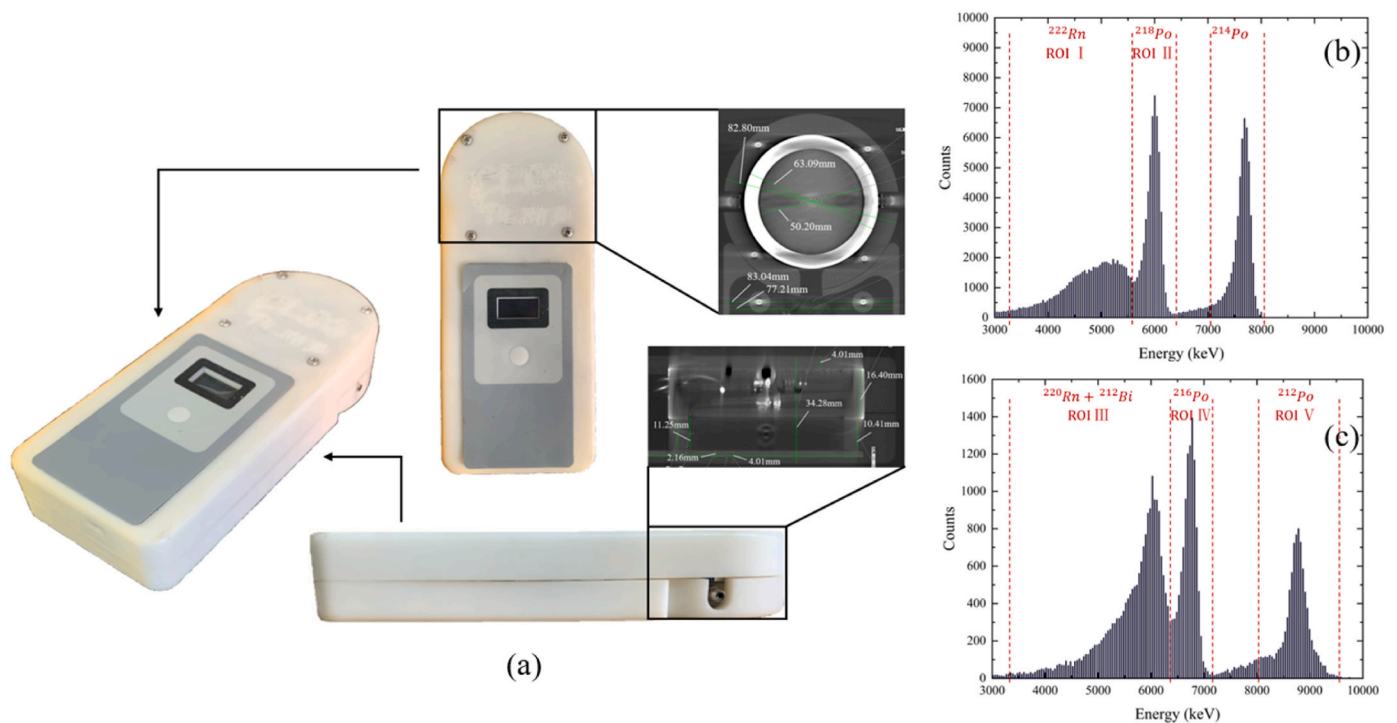 82.80mm
63.09mm
50.20mm
83.04mm
77.21mm
4.01mm
16.40mm
34.28mm
11.25mm
10.41mm
2.16mm
4.01mm
(a)
10000
9000
8000
7000
6000
5000
4000
3000
2000
1000
0
Counts
²²²Rn
ROI I
²¹⁸Po
ROI II
²¹⁴Po
(b)
3000 4000 5000 6000 7000 8000 9000 10000
Energy (keV)
1600
1400
1200
1000
800
600
400
200
0
Counts
²²⁰Rn + ²¹²Bi
ROI III
²¹⁶Po
ROI IV
²¹²Po
ROI V
(c)
3000 4000 5000 6000 7000 8000 9000 10000
Energy (keV)